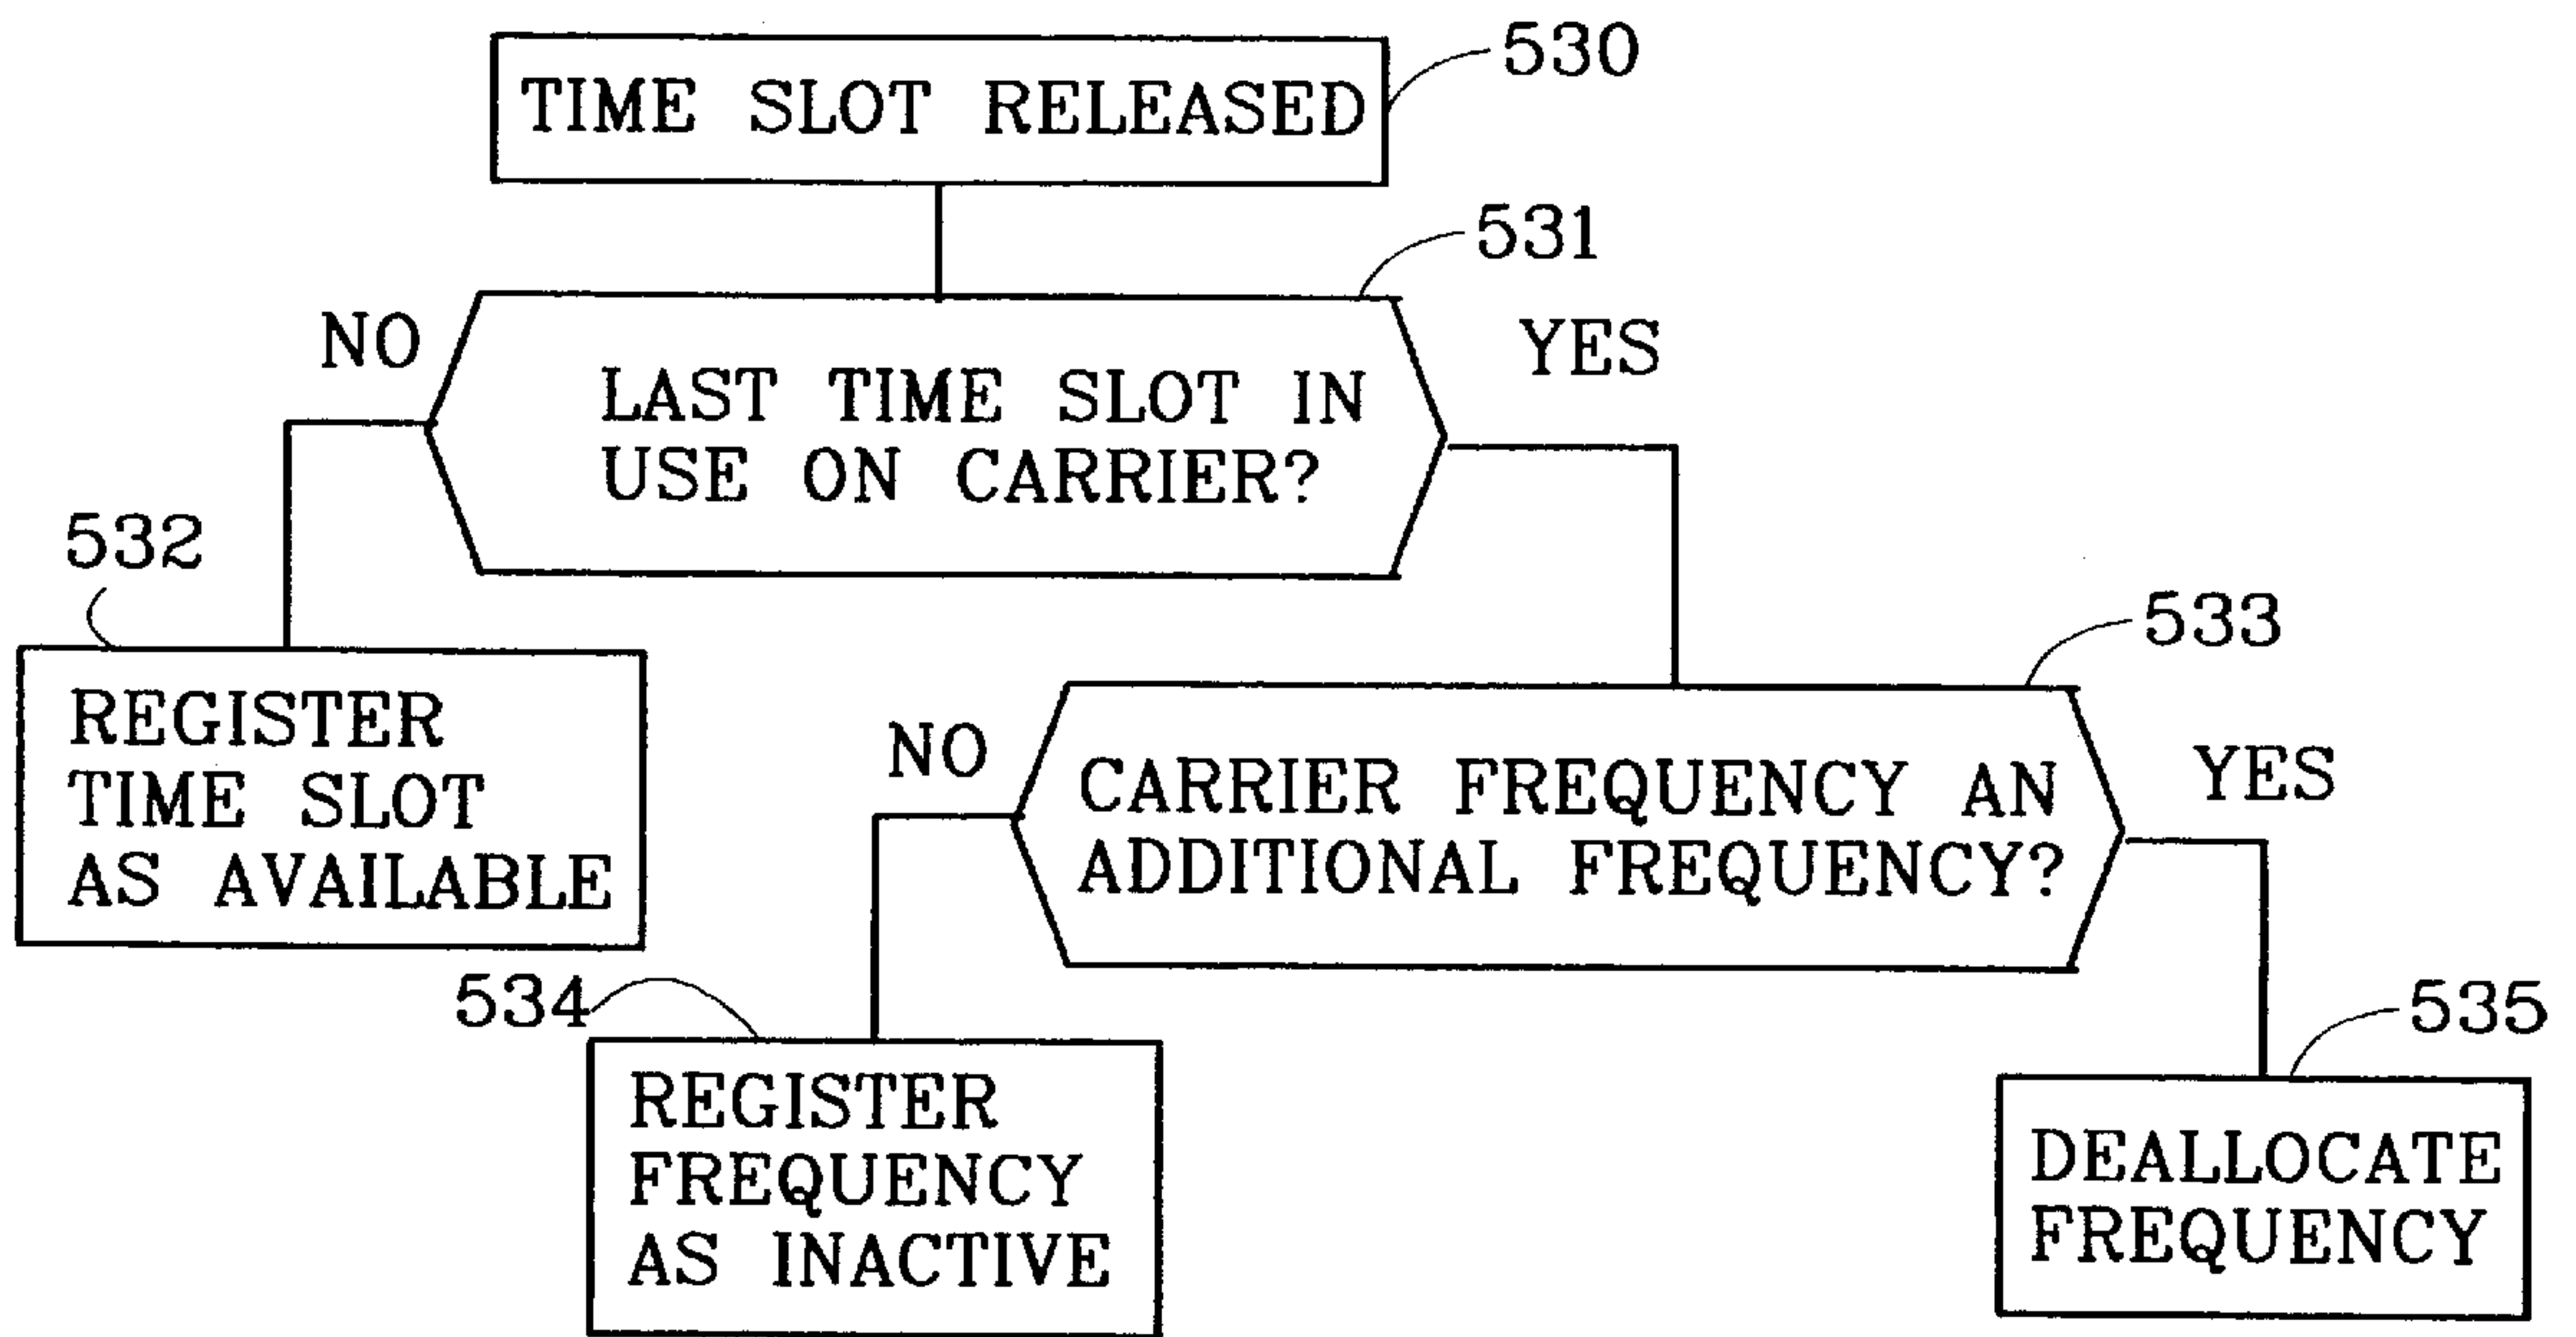 530
TIME SLOT RELEASED
531
NO
YES
LAST TIME SLOT IN
USE ON CARRIER?
532
533
REGISTER
TIME SLOT
AS AVAILABLE
NO
YES
CARRIER FREQUENCY AN
ADDITIONAL FREQUENCY?
534
535
REGISTER
FREQUENCY
AS INACTIVE
DEALLOCATE
FREQUENCY